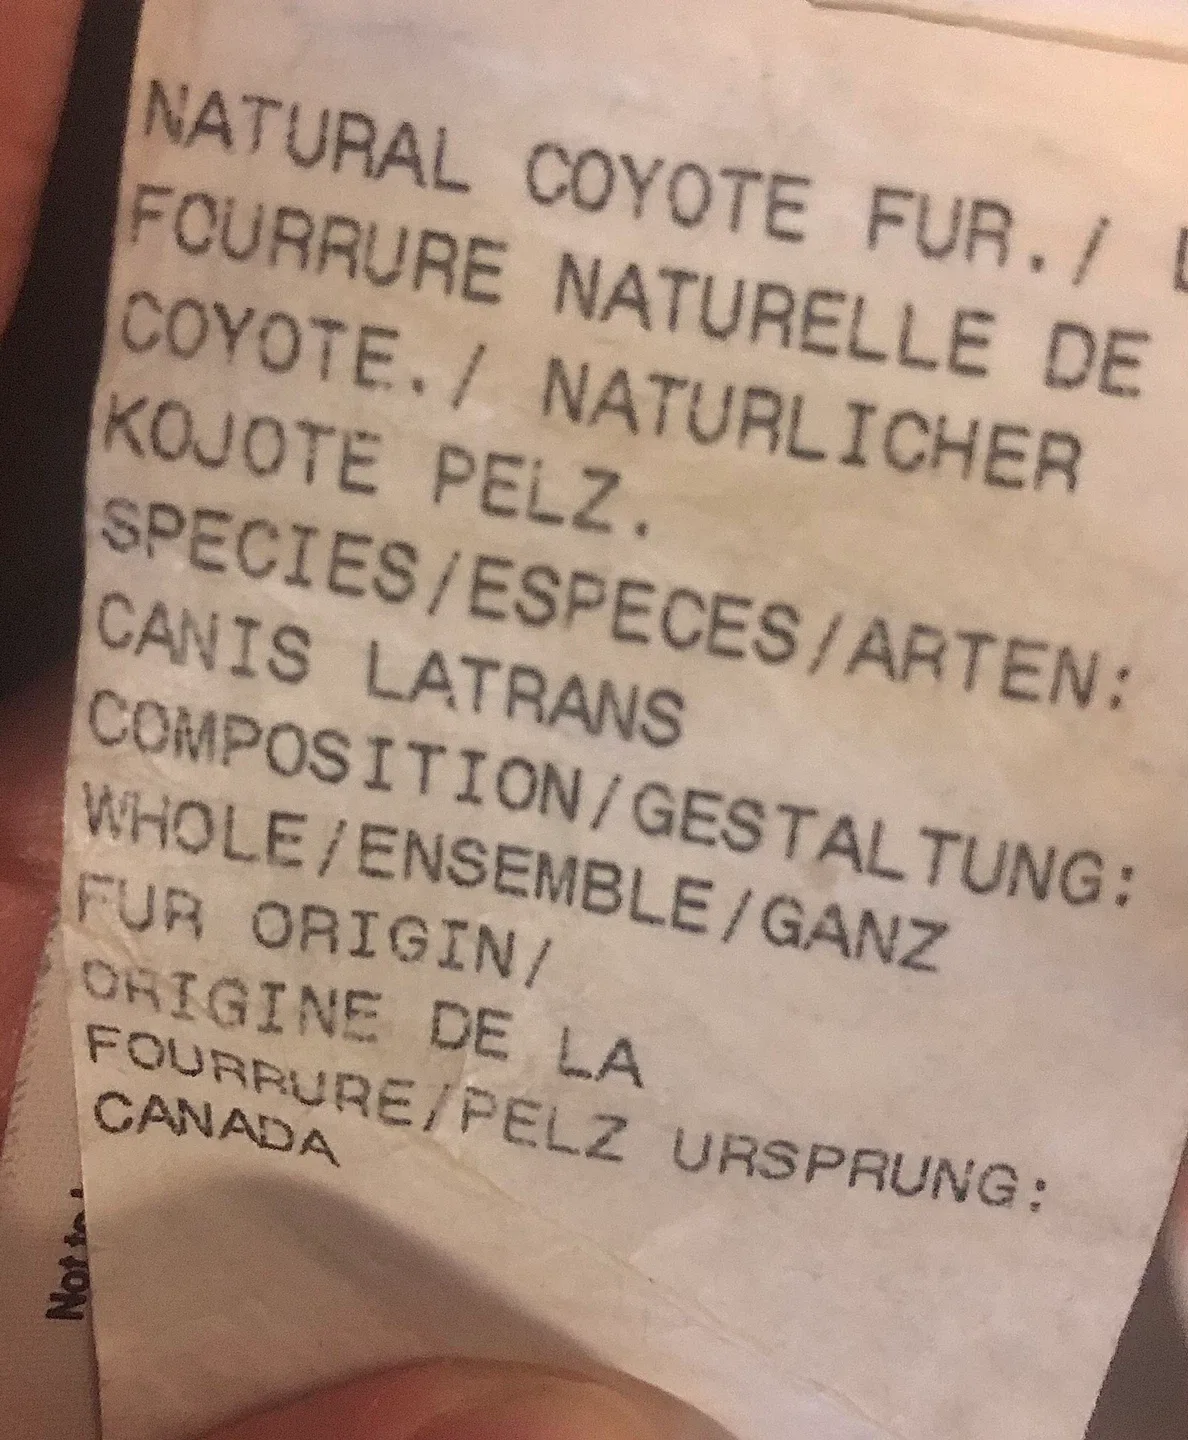 NATURAL COYOTE FUR./
FOURRURE NATURELLE DE
COYOTE./ NATURLICHER
KOJOTE PELZ.
SPECIES/ESPECES/ARTEN:
CANIS LATRANS
COMPOSITION/GESTALTUNG:
WHOLE/ENSEMBLE/GANZ
FUR ORIGIN/
ORIGINE DE LA
FOURRURE/PELZ URSPRUNG:
CANADA
Not